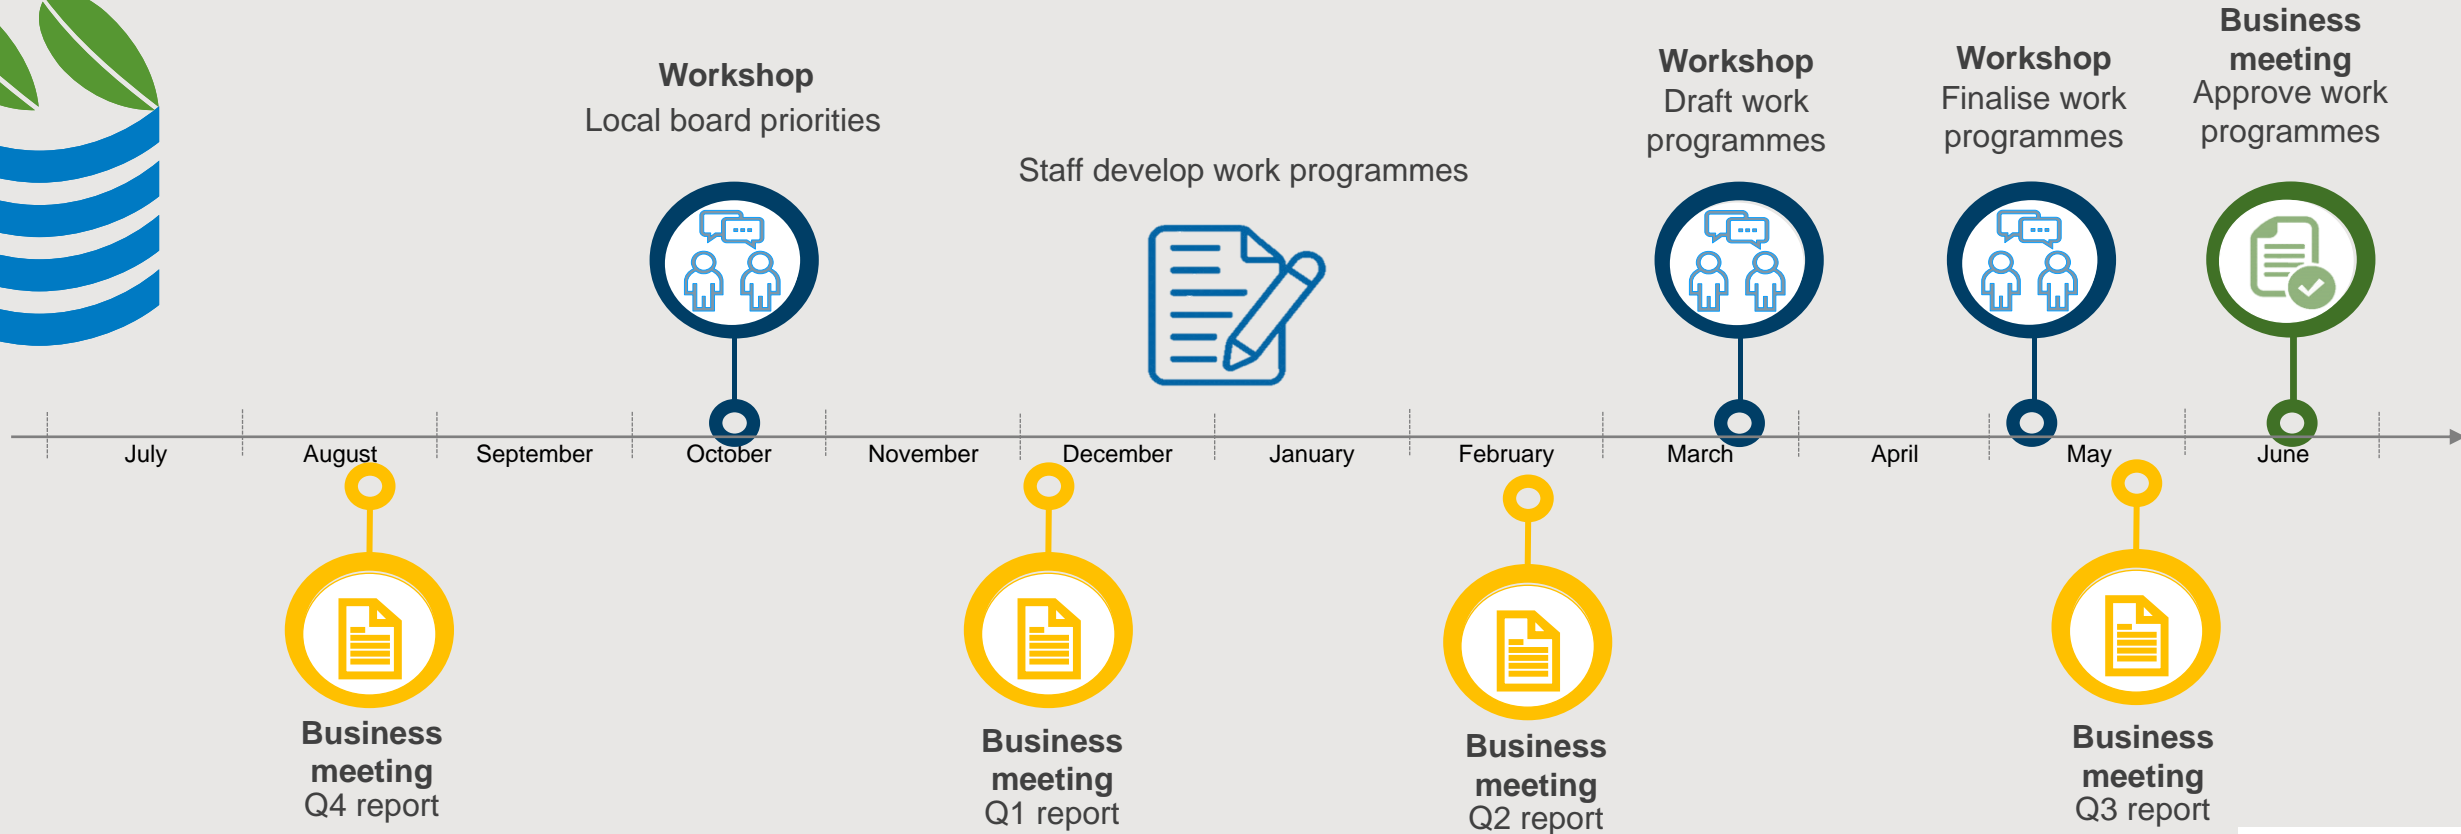 Workshop
Local board priorities
Staff develop work programmes
Workshop
Draft work
programmes
Workshop
Finalise work
programmes
Business
meeting
Approve work
programmes
July
August
September
October
November
December
January
February
March
April
May
June
Business
meeting
Q4 report
Business
meeting
Q1 report
Business
meeting
Q2 report
Business
meeting
Q3 report